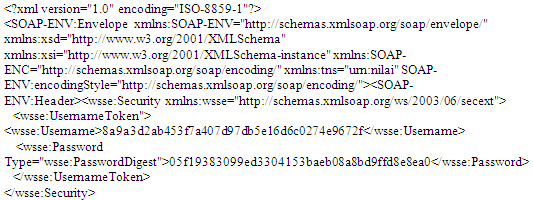 <?xml version="1.0" encoding="ISO-8859-1"?>
<SOAP-ENV:Envelope xmlns:SOAP-ENV="http://schemas.xmlsoap.org/soap/envelope/"
xmlns:xsd="http://www.w3.org/2001/XMLSchema"
xmlns:xsi="http://www.w3.org/2001/XMLSchema-instance" xmlns:SOAP-
ENC="http://schemas.xmlsoap.org/soap/encoding/" xmlns:tns="urn:nilai" SOAP-
ENV:encodingStyle="http://schemas.xmlsoap.org/soap/encoding/"><SOAP-
ENV:Header><wsse:Security xmlns:wsse="http://schemas.xmlsoap.org/ws/2003/06/secext">
<wsse:UsernameToken">
<wsse:Username>8a9a3d2ab453f7a407d97db5e16d6c0274e9672f</wsse:Username>
<wsse:Password
Type="wsse:PasswordDigest">05f19383099ed3304153baeb08a8bd9ffd8e8ea0</wsse:Password>
</wsse:UsernameToken>
</wsse:Security>